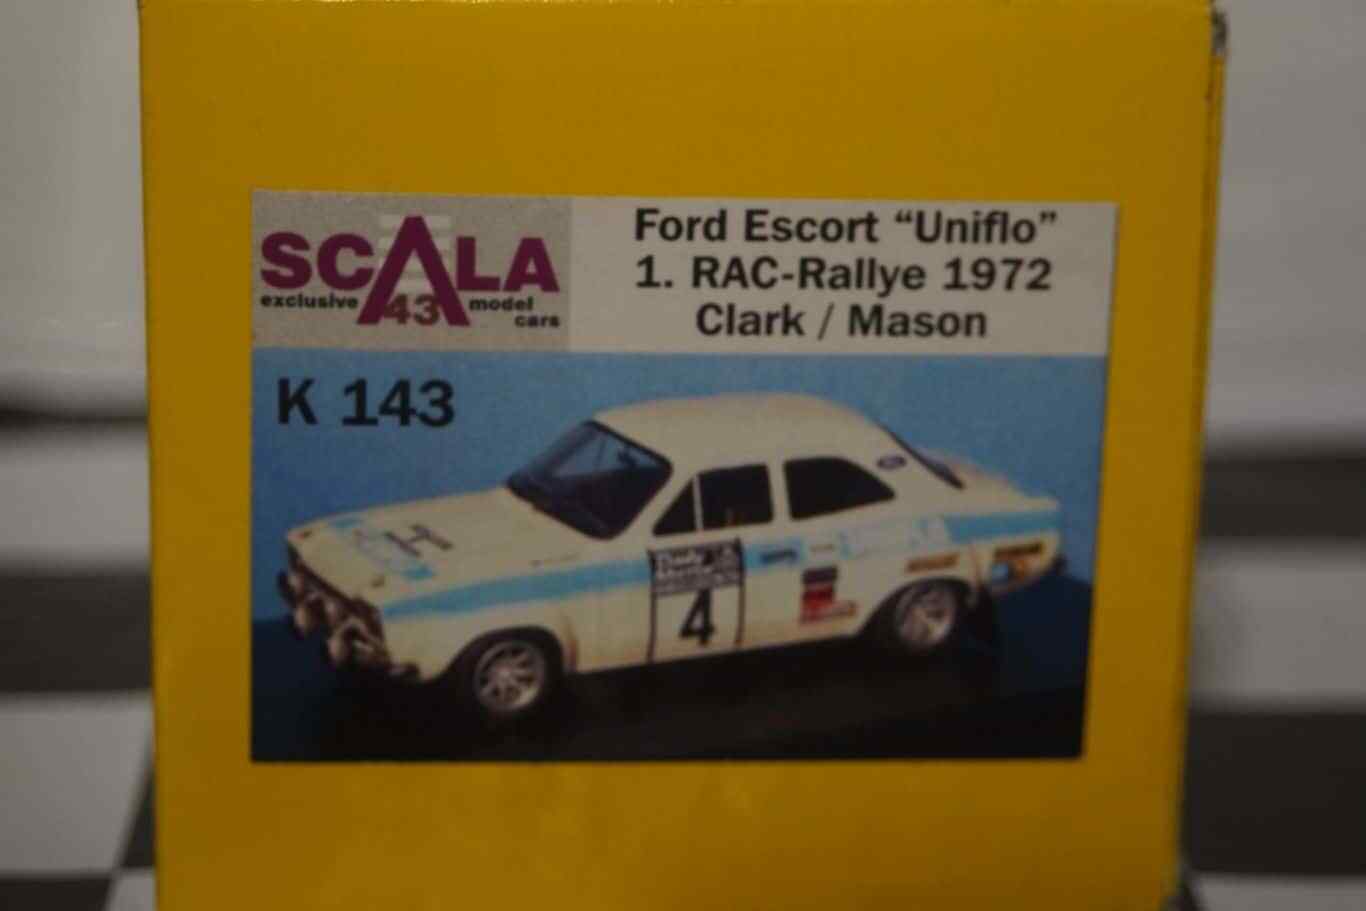 SCALA
exclusive 43 model
cars
Ford Escort “Uniflo”
1. RAC-Rallye 1972
Clark / Mason
K 143
4